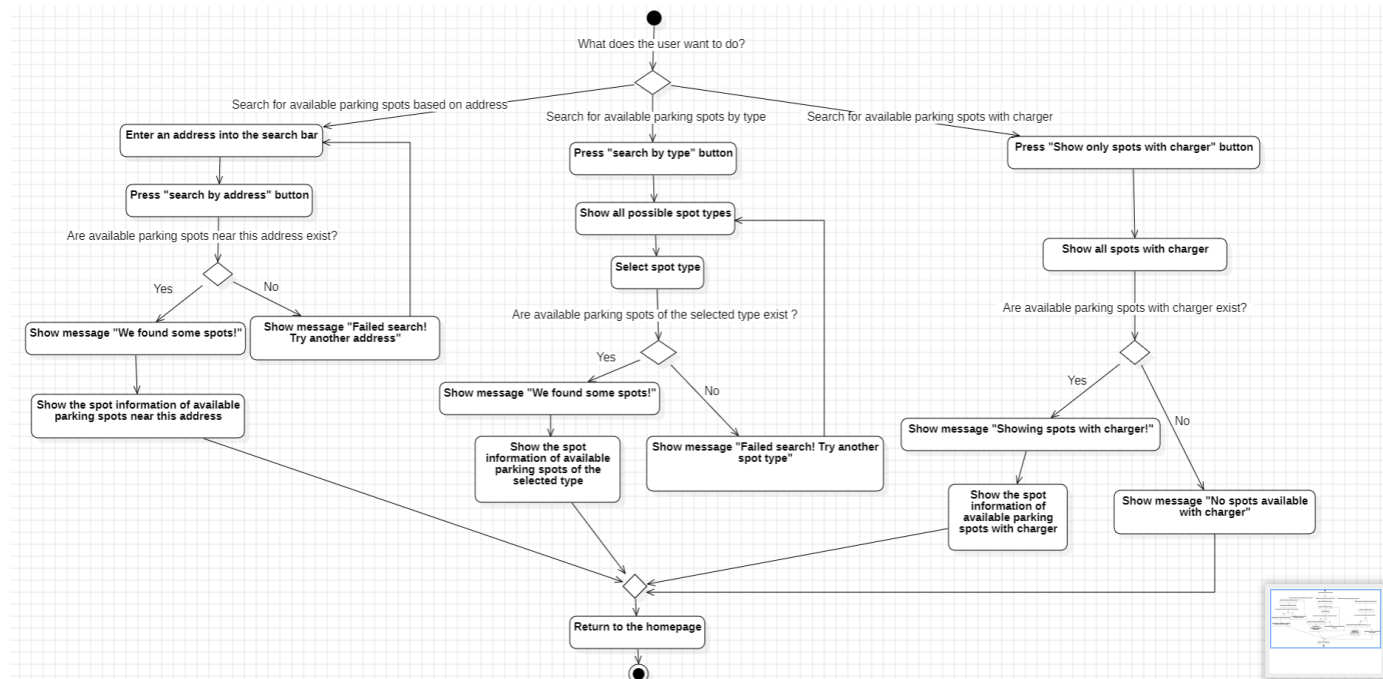 What does the user want to do?
Search for available parking spots based on address
Search for available parking spots by type
Search for available parking spots with charger
Enter an address into the search bar
Press "search by address" button
Are available parking spots near this address exist?
Yes
No
Show message "We found some spots!"
Show message "Failed search!
Try another address"
Show the spot information of available
parking spots near this address
Press "search by type" button
Show all possible spot types
Select spot type
Are available parking spots of the selected type exist ?
Yes
No
Show message "We found some spots!"
Show the spot
information of available
parking spots of the
selected type
Show message "Failed search! Try another
spot type"
Press "Show only spots with charger" button
Show all spots with charger
Are available parking spots with charger exist?
Yes
No
Show message "Showing spots with charger!"
Show the spot
information of
available parking
spots with charger
Show message "No spots available
with charger"
Return to the homepage